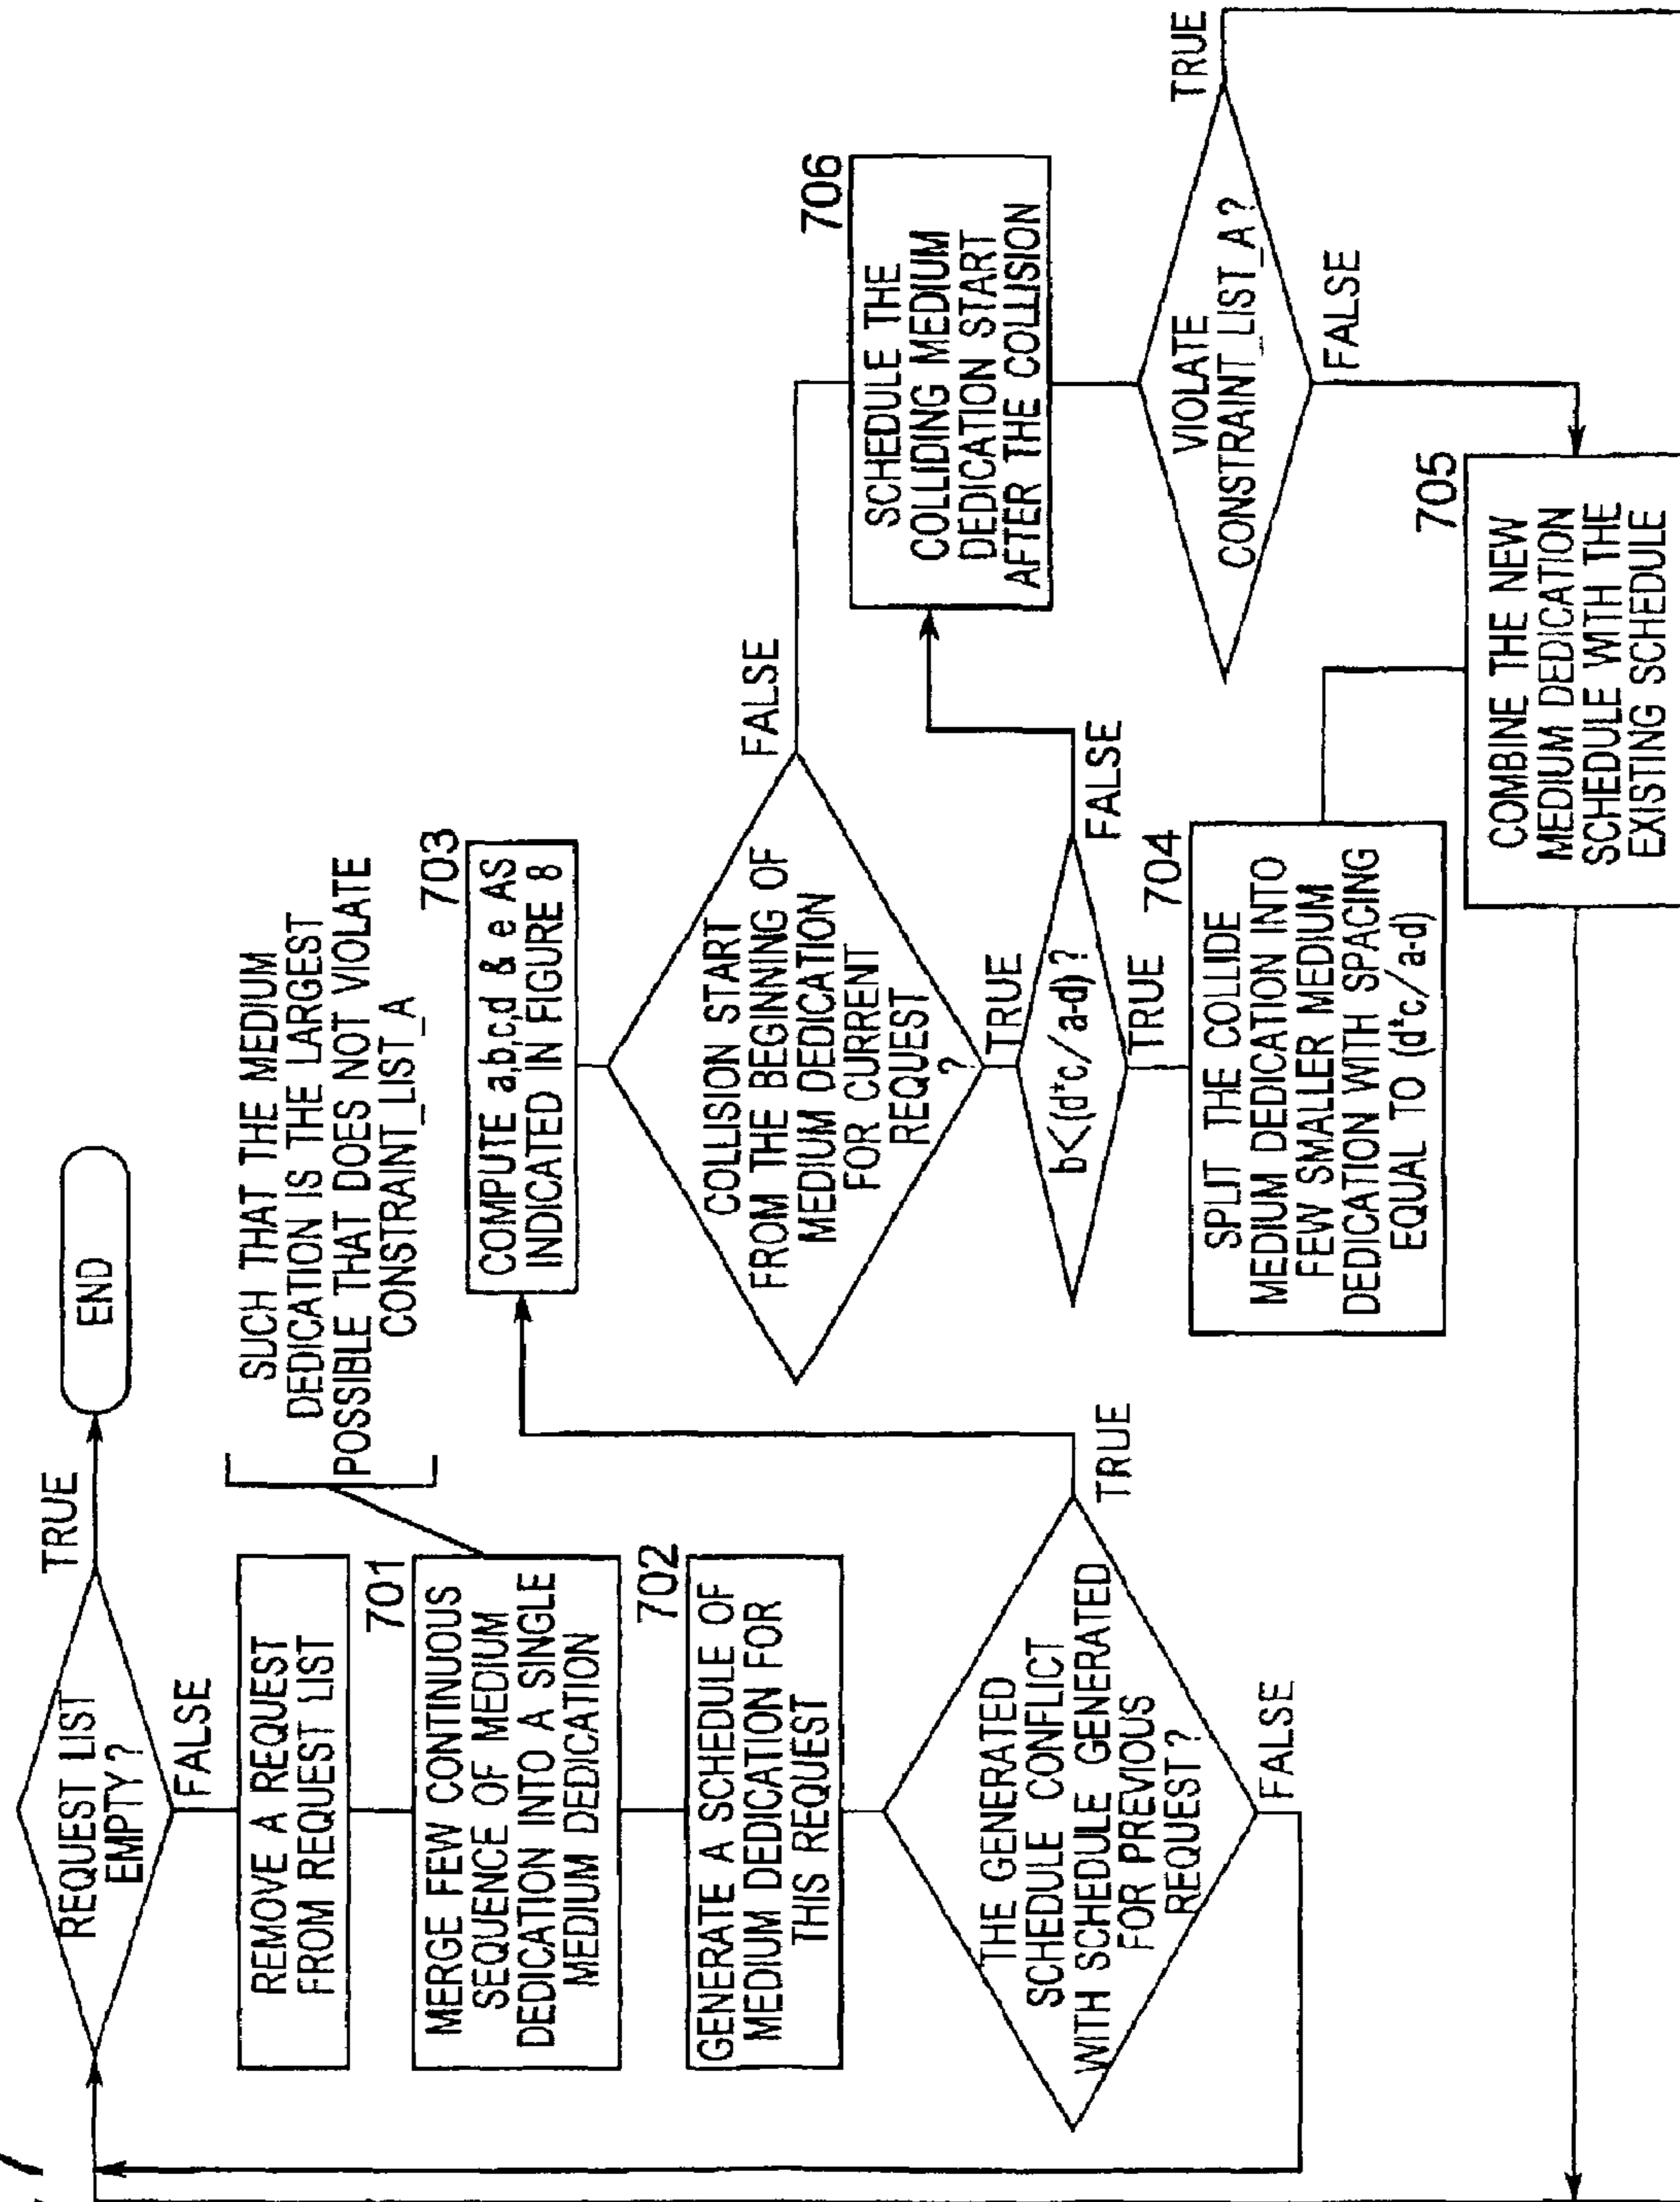 REQUEST LIST
EMPTY?
TRUE
END
FALSE
REMOVE A REQUEST
FROM REQUEST LIST
701
MERGE FEW CONTINUOUS
SEQUENCE OF MEDIUM
DEDICATION INTO A SINGLE
MEDIUM DEDICATION
SUCH THAT THE MEDIUM
DEDICATION IS THE LARGEST
POSSIBLE THAT DOES NOT VIOLATE
CONSTRAINT_LIST_A
702
GENERATE A SCHEDULE OF
MEDIUM DEDICATION FOR
THIS REQUEST
THE GENERATED
SCHEDULE CONFLICT
WITH SCHEDULE GENERATED
FOR PREVIOUS
REQUEST?
TRUE
FALSE
703
COMPUTE a,b,c,d & e AS
INDICATED IN FIGURE 8
COLLISION START
FROM THE BEGINNING OF
MEDIUM DEDICATION
FOR CURRENT
REQUEST
?
FALSE
TRUE
b<(d*c/a-d)?
FALSE
TRUE
704
SPLIT THE COLLIDE
MEDIUM DEDICATION INTO
FEW SMALLER MEDIUM
DEDICATION WITH SPACING
EQUAL TO (d*c/a-d)
706
SCHEDULE THE
COLLIDING MEDIUM
DEDICATION START
AFTER THE COLLISION
VIOLATE
CONSTRAINT_LIST_A?
TRUE
FALSE
705
COMBINE THE NEW
MEDIUM DEDICATION
SCHEDULE WITH THE
EXISTING SCHEDULE